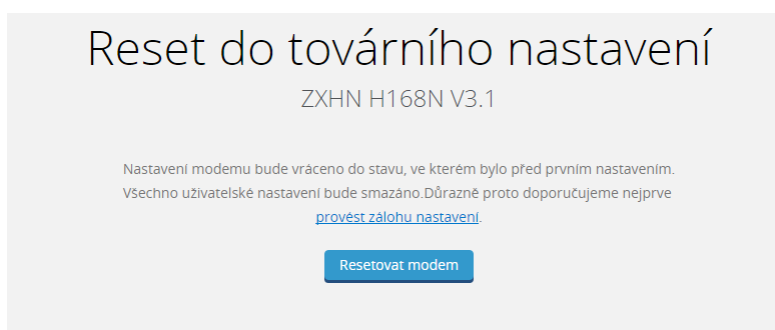 Reset do továrního nastavení
ZXHN H168N V3.1
Nastavení modemu bude vráceno do stavu, ve kterém bylo před prvním nastavením.
Všechno uživatelské nastavení bude smazáno.Důrazně proto doporučujeme nejprve
provést zálohu nastavení.
Resetovat modem